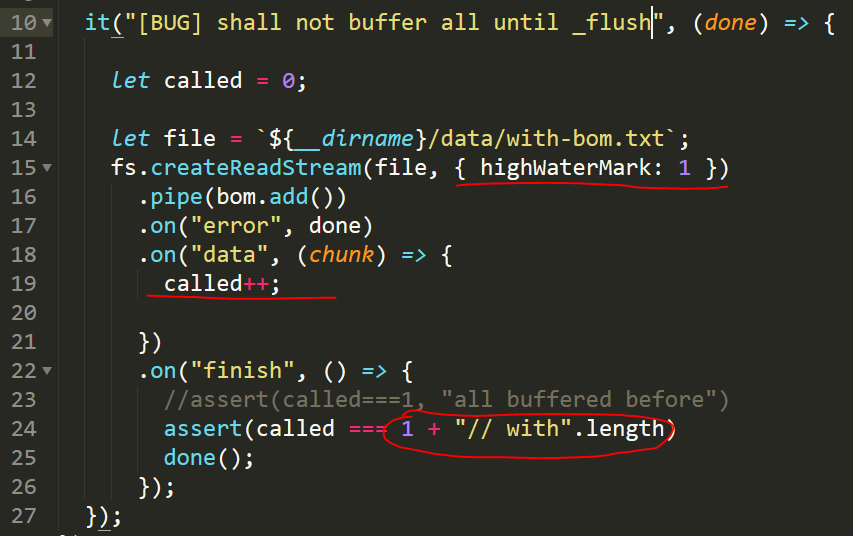 10 it("[BUG] shall not buffer all until _flush", (done) => {
11
12 let called = 0;
13
14 let file = `${__dirname}/data/with-bom.txt`;
15 fs.createReadStream(file, { highWaterMark: 1 })
16 .pipe(bom.add())
17 .on("error", done)
18 .on("data", (chunk) => {
19 called++;
20
21 })
22 .on("finish", () => {
23 //assert(called===1, "all buffered before")
24 assert(called === 1 + "// with".length)
25 done();
26 });
27 });